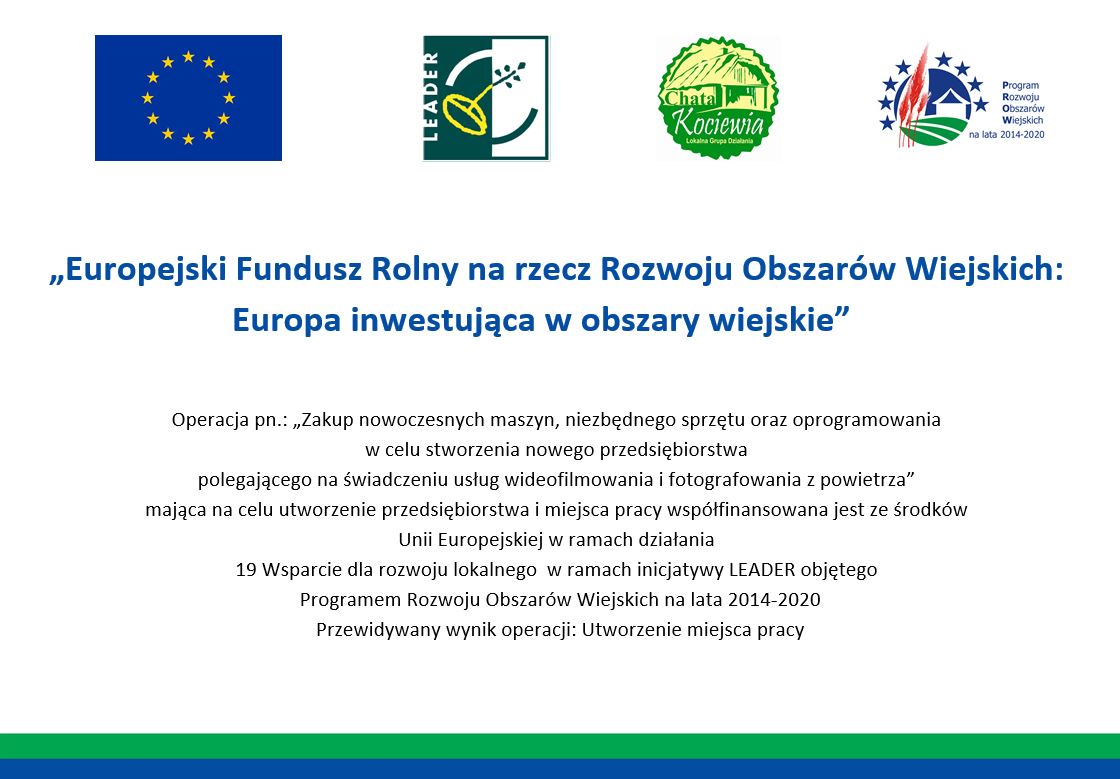 LEADER
Chata
Kociewia
Lokalna Grupa Działania
Program
Rozwoju
Obszarów
Wiejskich
na lata 2014-2020
„Europejski Fundusz Rolny na rzecz Rozwoju Obszarów Wiejskich:
Europa inwestująca w obszary wiejskie”
Operacja pn.: „Zakup nowoczesnych maszyn, niezbędnego sprzętu oraz oprogramowania
w celu stworzenia nowego przedsiębiorstwa
polegającego na świadczeniu usług wideofilmowania i fotografowania z powietrza”
mająca na celu utworzenie przedsiębiorstwa i miejsca pracy współfinansowana jest ze środków
Unii Europejskiej w ramach działania
19 Wsparcie dla rozwoju lokalnego  w ramach inicjatywy LEADER objętego
Programem Rozwoju Obszarów Wiejskich na lata 2014-2020
Przewidywany wynik operacji: Utworzenie miejsca pracy